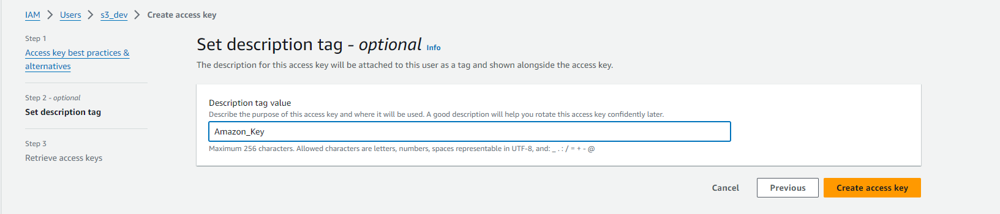 IAM > Users > s3_dev > Create access key
Step 1
Access key best practices &
alternatives
Step 2 - optional
Set description tag
Step 3
Retrieve access keys
Set description tag - optional Info
The description for this access key will be attached to this user as a tag and shown alongside the access key.
Description tag value
Describe the purpose of this access key and where it will be used. A good description will help you rotate this access key confidently later.
Amazon_Key
Maximum 256 characters. Allowed characters are letters, numbers, spaces representable in UTF-8, and: _ . : / = + - @
Cancel
Previous
Create access key